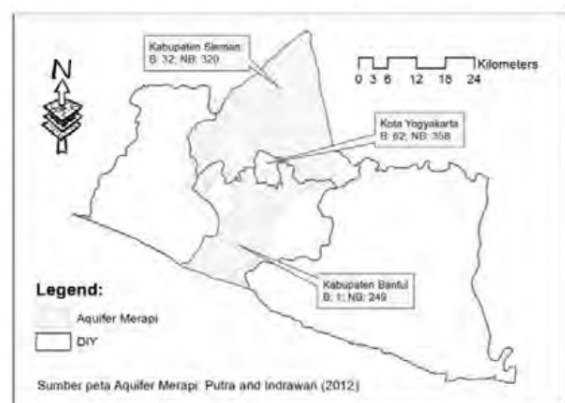 Kabupaten Sleman:
B: 32; NB: 320
N
Kilometers
0 3 6 12 18 24
Kota Yogyakarta
B: 62; NB: 358
Kabupaten Bantul
B: 1; NB: 249
Legend:
Aquifer Merapi
DIY
Sumber peta Aquifer Merapi: Putra and Indrawan (2012)